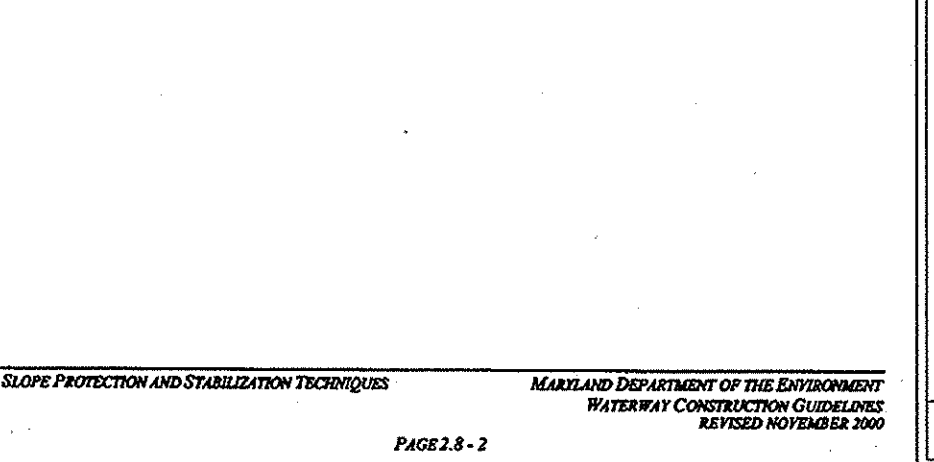 SLOPE PROTECTION AND STABILIZATION TECHNIQUES
MARYLAND DEPARTMENT OF THE ENVIRONMENT
WATERWAY CONSTRUCTION GUIDELINES
REVISED NOVEMBER 2000
PAGE 2.8 - 2